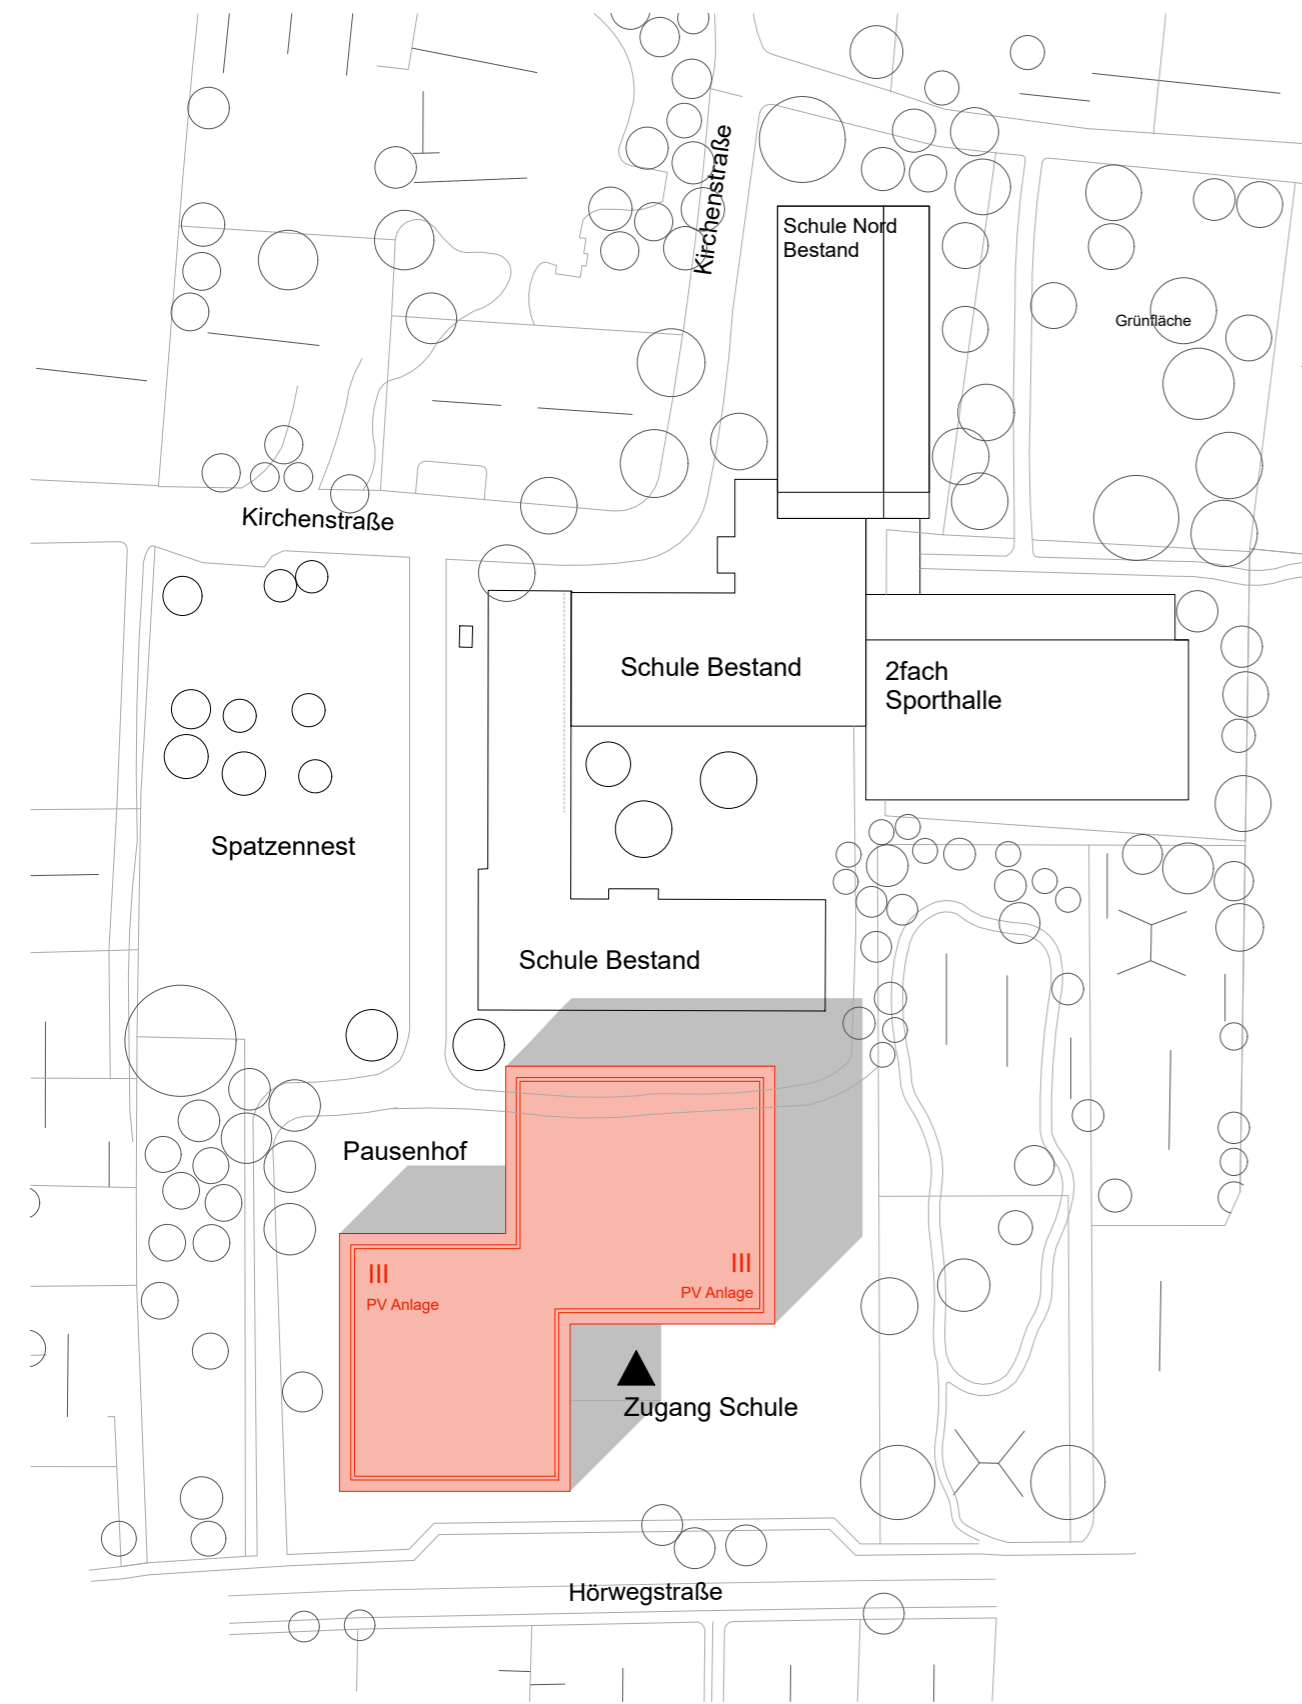 Kirchenstraße
Schule Nord
Bestand
Grünfläche
Kirchenstraße
Schule Bestand
2fach
Sporthalle
Spatzennest
Schule Bestand
Pausenhof
III
PV Anlage
III
PV Anlage
Zugang Schule
Hörwegstraße